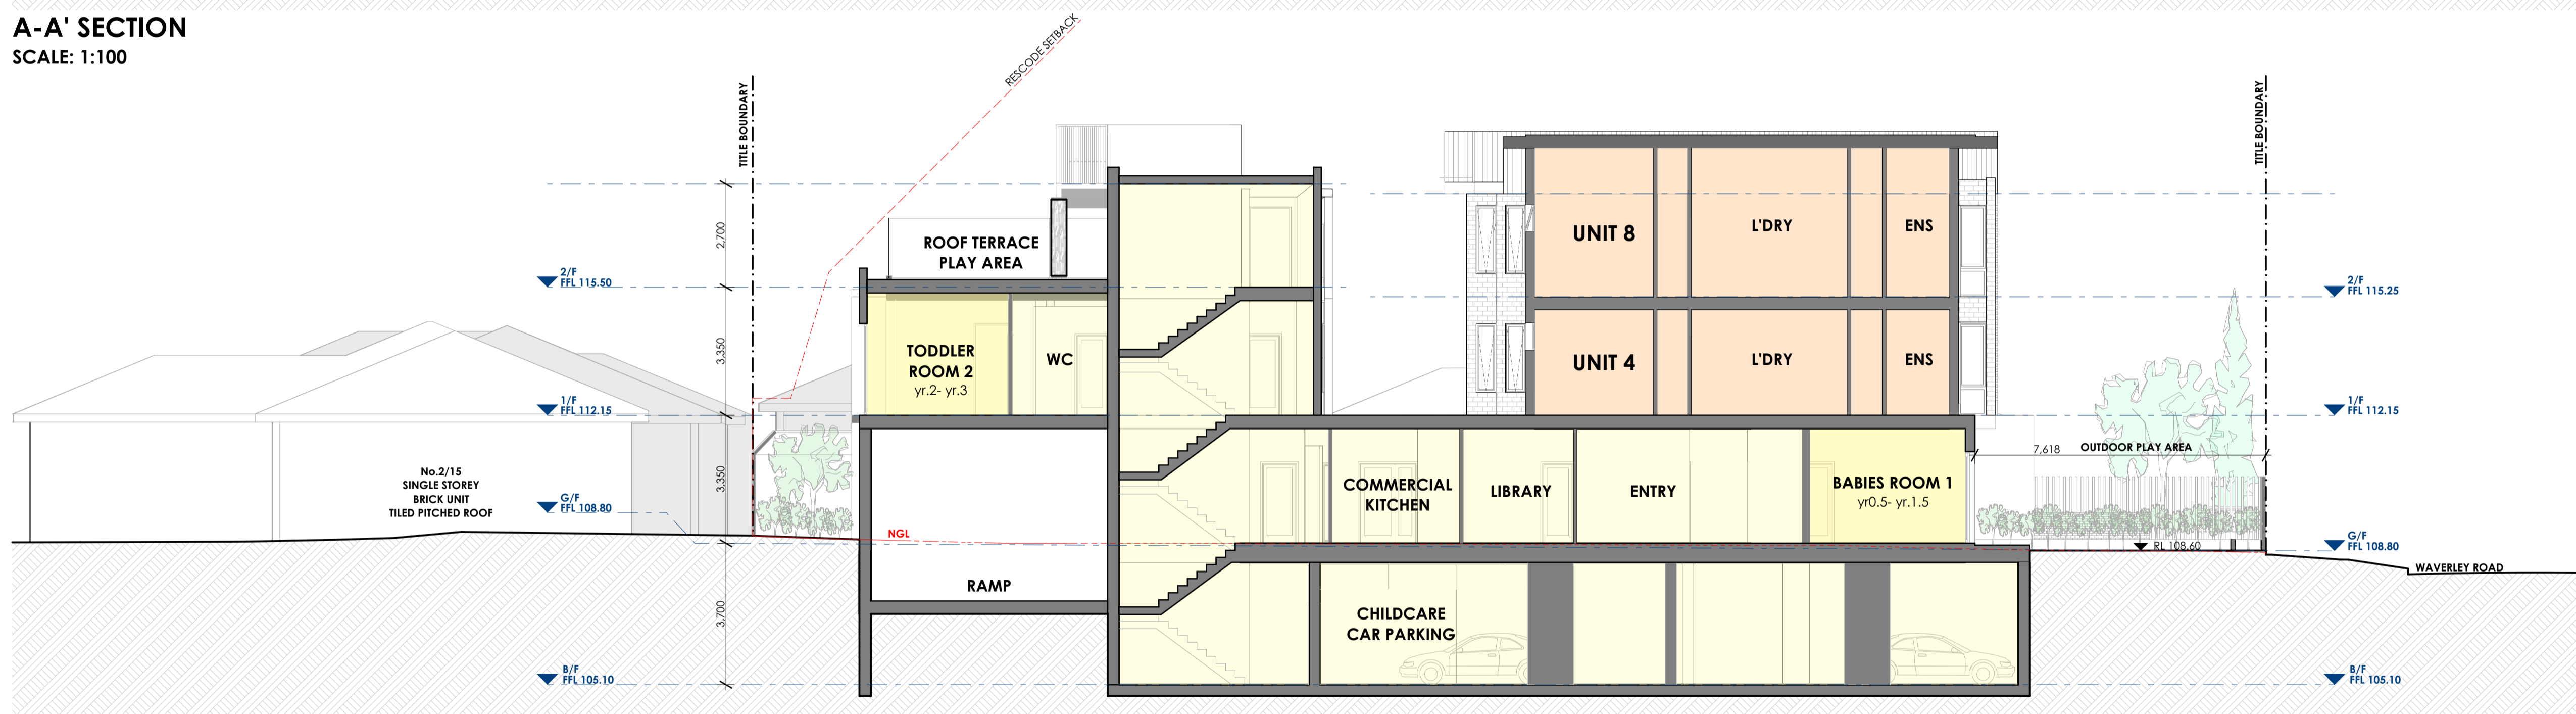 A-A' SECTION
SCALE: 1:100
RESCODE SETBACK
TITLE BOUNDARY
TITLE BOUNDARY
2,700
3,350
3,350
3,700
2/F
FFL 115.50
1/F
FFL 112.15
G/F
FFL 108.80
B/F
FFL 105.10
No.2/15
SINGLE STOREY
BRICK UNIT
TILED PITCHED ROOF
NGL
ROOF TERRACE
PLAY AREA
TODDLER
ROOM 2
yr.2- yr.3
WC
RAMP
UNIT 8
L'DRY
ENS
UNIT 4
L'DRY
ENS
COMMERCIAL
KITCHEN
LIBRARY
ENTRY
BABIES ROOM 1
yr0.5- yr.1.5
CHILDCARE
CAR PARKING
7,618
OUTDOOR PLAY AREA
RL 108.60
WAVERLEY ROAD
2/F
FFL 115.25
1/F
FFL 112.15
G/F
FFL 108.80
B/F
FFL 105.10